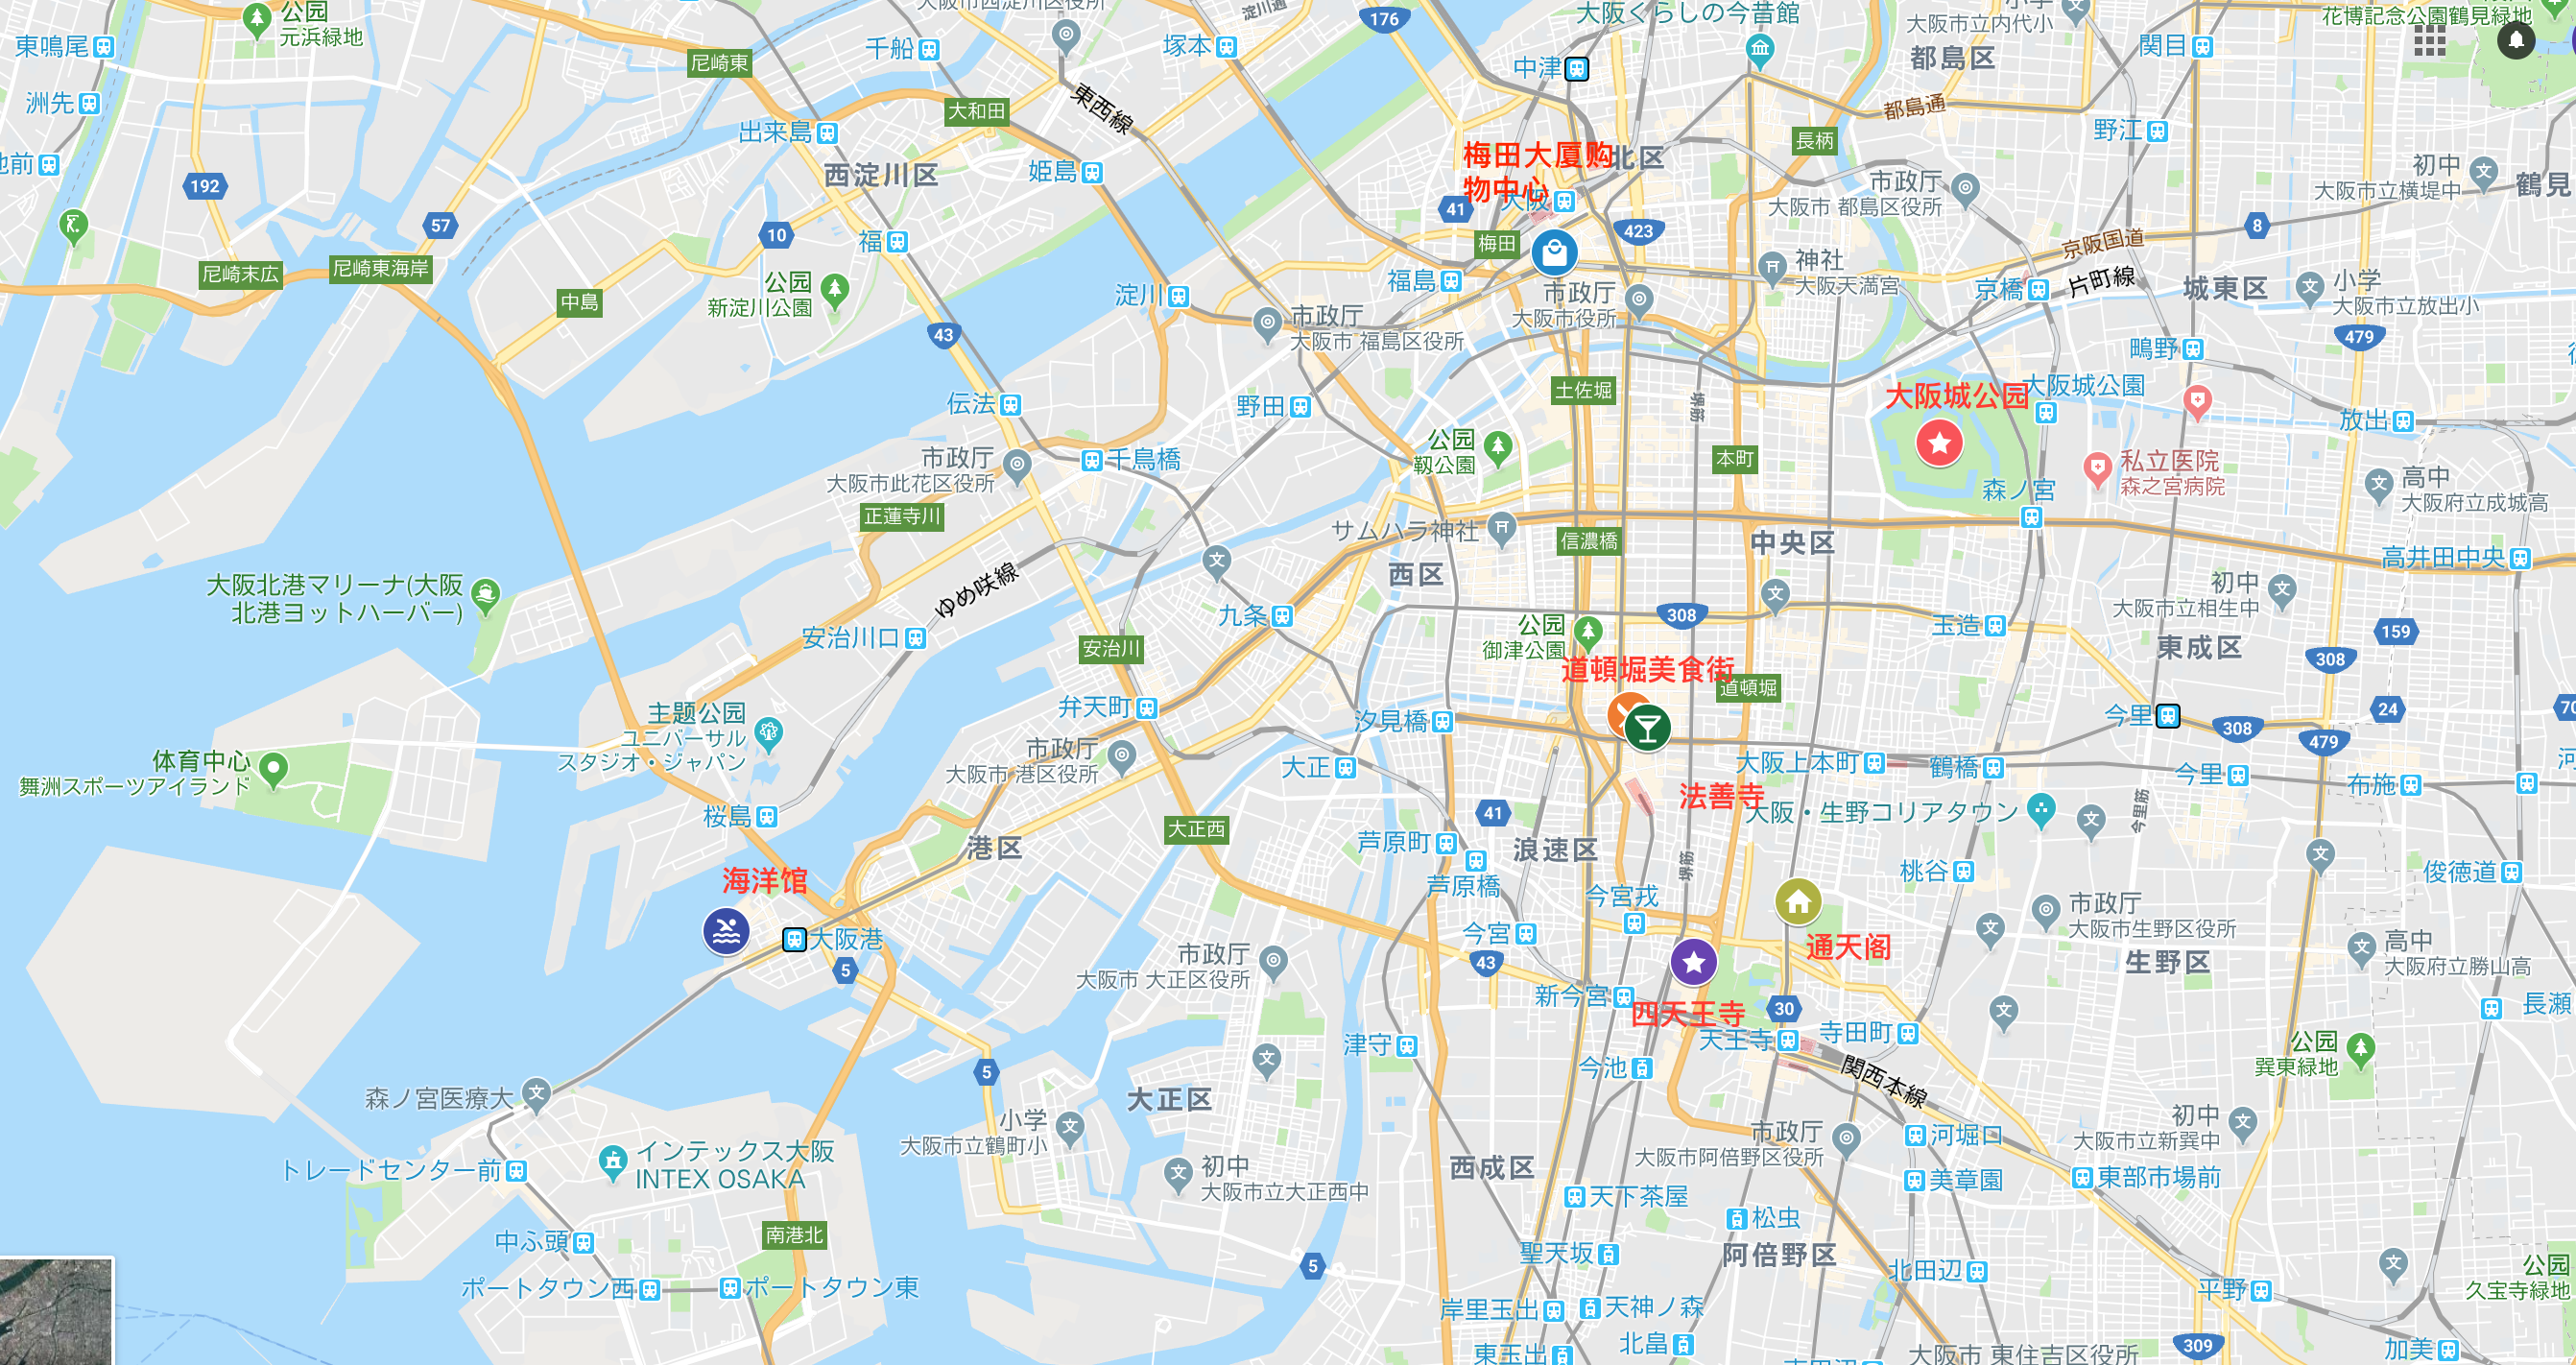 公园
元浜緑地
東鳴尾
洲先
192
57
尼崎末広
尼崎東海岸
尼崎東
千船
塚本
淀川通
176
大和田
東西線
出来島
西淀川区
姫島
10
福
中島
公园
新淀川公園
43
淀川
伝法
大阪くらしの今昔館
大阪市立内代小
都島区
関目
花博記念公園鶴見緑地
中津
都島通
野江
長柄
梅田大厦购
物中心
北区
大阪
41
梅田
423
市政厅
大阪市 都島区役所
初中
大阪市立横堤中
鶴見
8
京阪国道
片町線
神社
大阪天満宮
京橋
城東区
小学
大阪市立放出小
479
福島
市政厅
大阪市役所
市政厅
大阪市 福島区役所
鴫野
土佐堀
堺筋
大阪城公园
大阪城公園
野田
放出
公园
靱公園
本町
森ノ宮
私立医院
森之宮病院
高中
大阪府立成城高
市政厅
大阪市此花区役所
千鳥橋
正蓮寺川
サムハラ神社
信濃橋
中央区
高井田中央
大阪北港マリーナ(大阪
北港ヨットハーバー)
ゆめ咲線
西区
初中
大阪市立相生中
安治川口
九条
安治川
公园
御津公園
308
玉造
東成区
159
308
道頓堀美食街
道頓堀
主题公园
ユニバーサル
スタジオ・ジャパン
弁天町
汐見橋
今里
24
308
479
体育中心
舞洲スポーツアイランド
市政厅
大阪市 港区役所
大正
大阪上本町
鶴橋
今里
布施
法善寺
大阪・生野コリアタウン
今里筋
桜島
大正西
港区
41
芦原町
芦原橋
浪速区
堺筋
桃谷
俊徳道
海洋馆
今宮戎
市政厅
大阪市生野区役所
大阪港
今宮
通天阁
高中
大阪府立勝山高
5
市政厅
大阪市 大正区役所
43
生野区
新今宮
四天王寺
30
長瀬
天王寺
寺田町
津守
今池
公园
巽東緑地
5
関西本線
森ノ宮医療大
大正区
小学
大阪市立鶴町小
市政厅
大阪市阿倍野区役所
河堀口
初中
大阪市立新巽中
インテックス大阪
INTEX OSAKA
トレードセンター前
初中
大阪市立大正西中
西成区
美章園
東部市場前
天下茶屋
松虫
南港北
中ふ頭
聖天坂
阿倍野区
北田辺
公园
久宝寺緑地
5
ポートタウン西
ポートタウン東
平野
岸里玉出
天神ノ森
北畠
東玉出
大阪市 東住吉区役所
309
加美